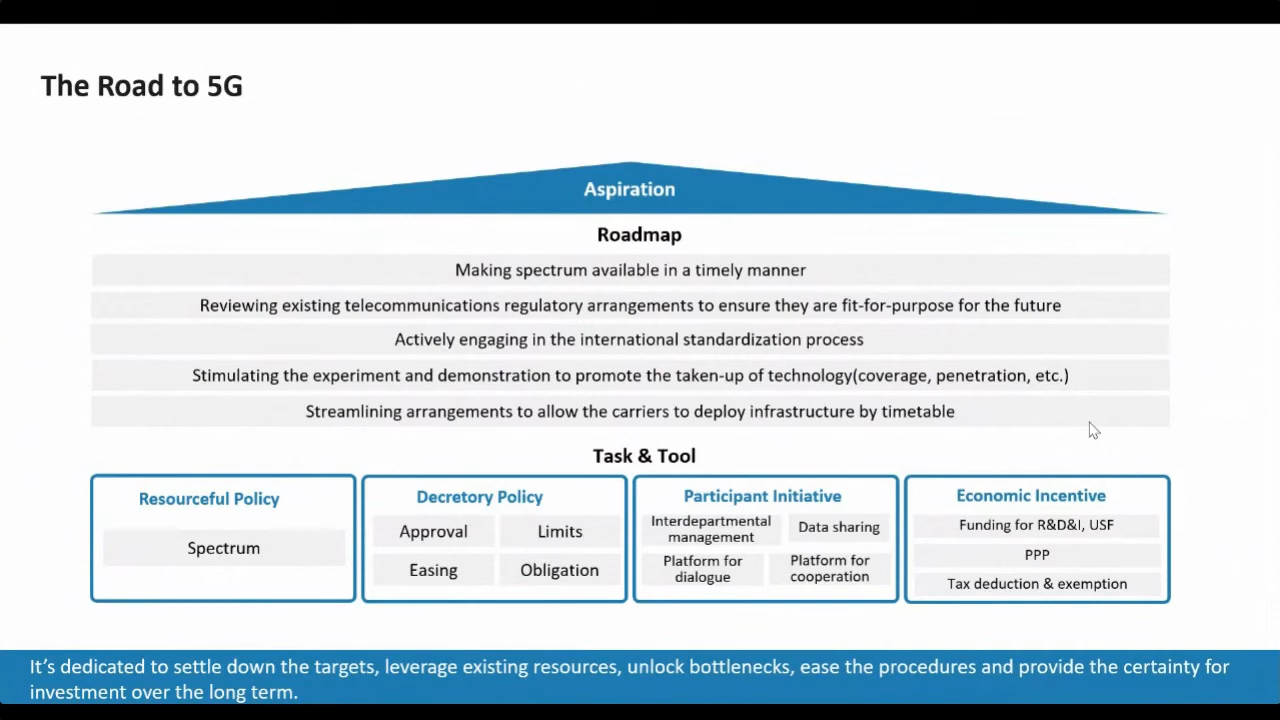 The Road to 5G
Aspiration
Roadmap
Making spectrum available in a timely manner
Reviewing existing telecommunications regulatory arrangements to ensure they are fit-for-purpose for the future
Actively engaging in the international standardization process
Stimulating the experiment and demonstration to promote the taken-up of technology(coverage, penetration, etc.)
Streamlining arrangements to allow the carriers to deploy infrastructure by timetable
Task & Tool
Resourceful Policy
Spectrum
Decretory Policy
Approval
Limits
Easing
Obligation
Participant Initiative
Interdepartmental
management
Data sharing
Platform for
dialogue
Platform for
cooperation
Economic Incentive
Funding for R&D&I, USF
PPP
Tax deduction & exemption
It’s dedicated to settle down the targets, leverage existing resources, unlock bottlenecks, ease the procedures and provide the certainty for
investment over the long term.